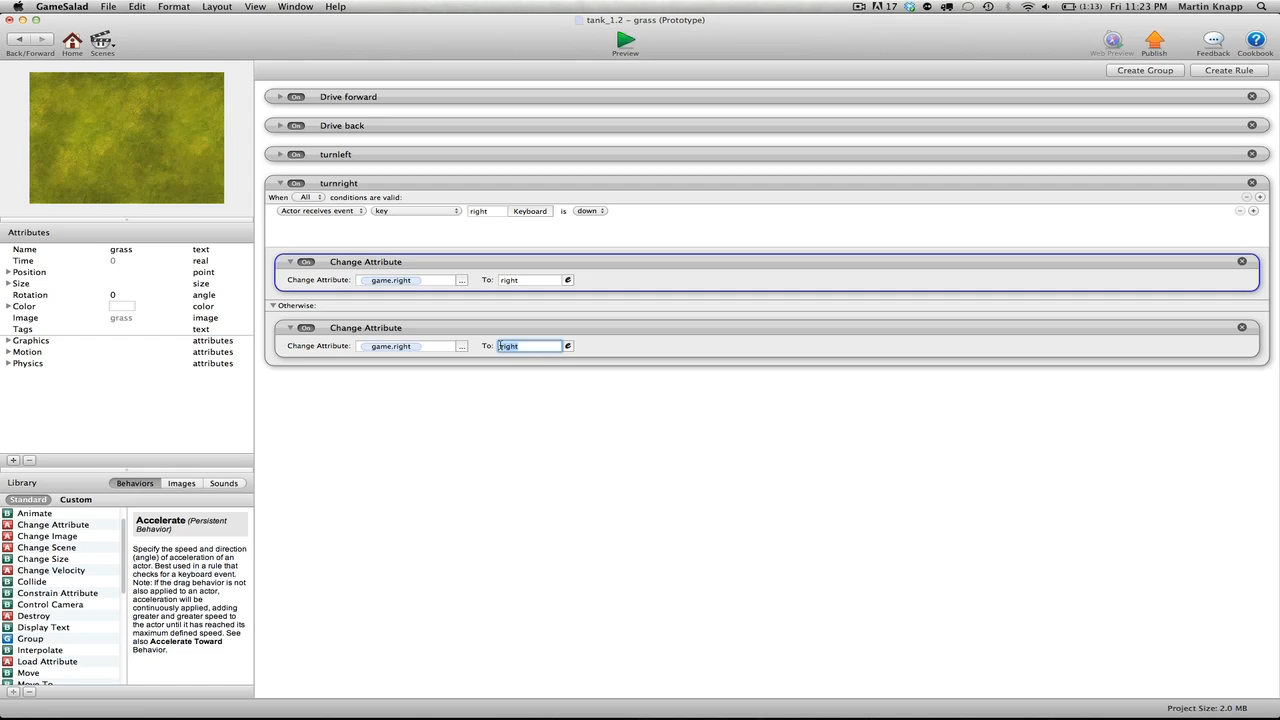 GameSalad File Edit Format Layout View Window Help 17 (1:13) Fri 11:23 PM Martin Knapp
tank_1.2 – grass (Prototype)
Back/Forward Home Scenes Preview Web Preview Publish Feedback Cookbook
Create Group Create Rule
On Drive forward
On Drive back
On turnleft
On turnright
When All conditions are valid:
Actor receives event key right Keyboard is down
On Change Attribute
Change Attribute: game.right ... To: right
Otherwise:
On Change Attribute
Change Attribute: game.right ... To: right
Attributes
Name grass text
Time 0 real
Position point
Size size
Rotation 0 angle
Color color
Image grass image
Tags text
Graphics attributes
Motion attributes
Physics attributes
Library Behaviors Images Sounds
Standard Custom
Animate
Change Attribute
Change Image
Change Scene
Change Size
Change Velocity
Collide
Constrain Attribute
Control Camera
Destroy
Display Text
Group
Interpolate
Load Attribute
Move
Move To
Accelerate (Persistent
Behavior)
Specify the speed and direction
(angle) of acceleration of an
actor. Best used in a rule that
checks for a keyboard event.
Note: If the drag behavior is not
also applied to an actor,
acceleration will be
continuously applied, adding
greater and greater speed to
the actor until it has reached its
maximum defined speed. See
also Accelerate Toward
Behavior.
Project Size: 2.0 MB